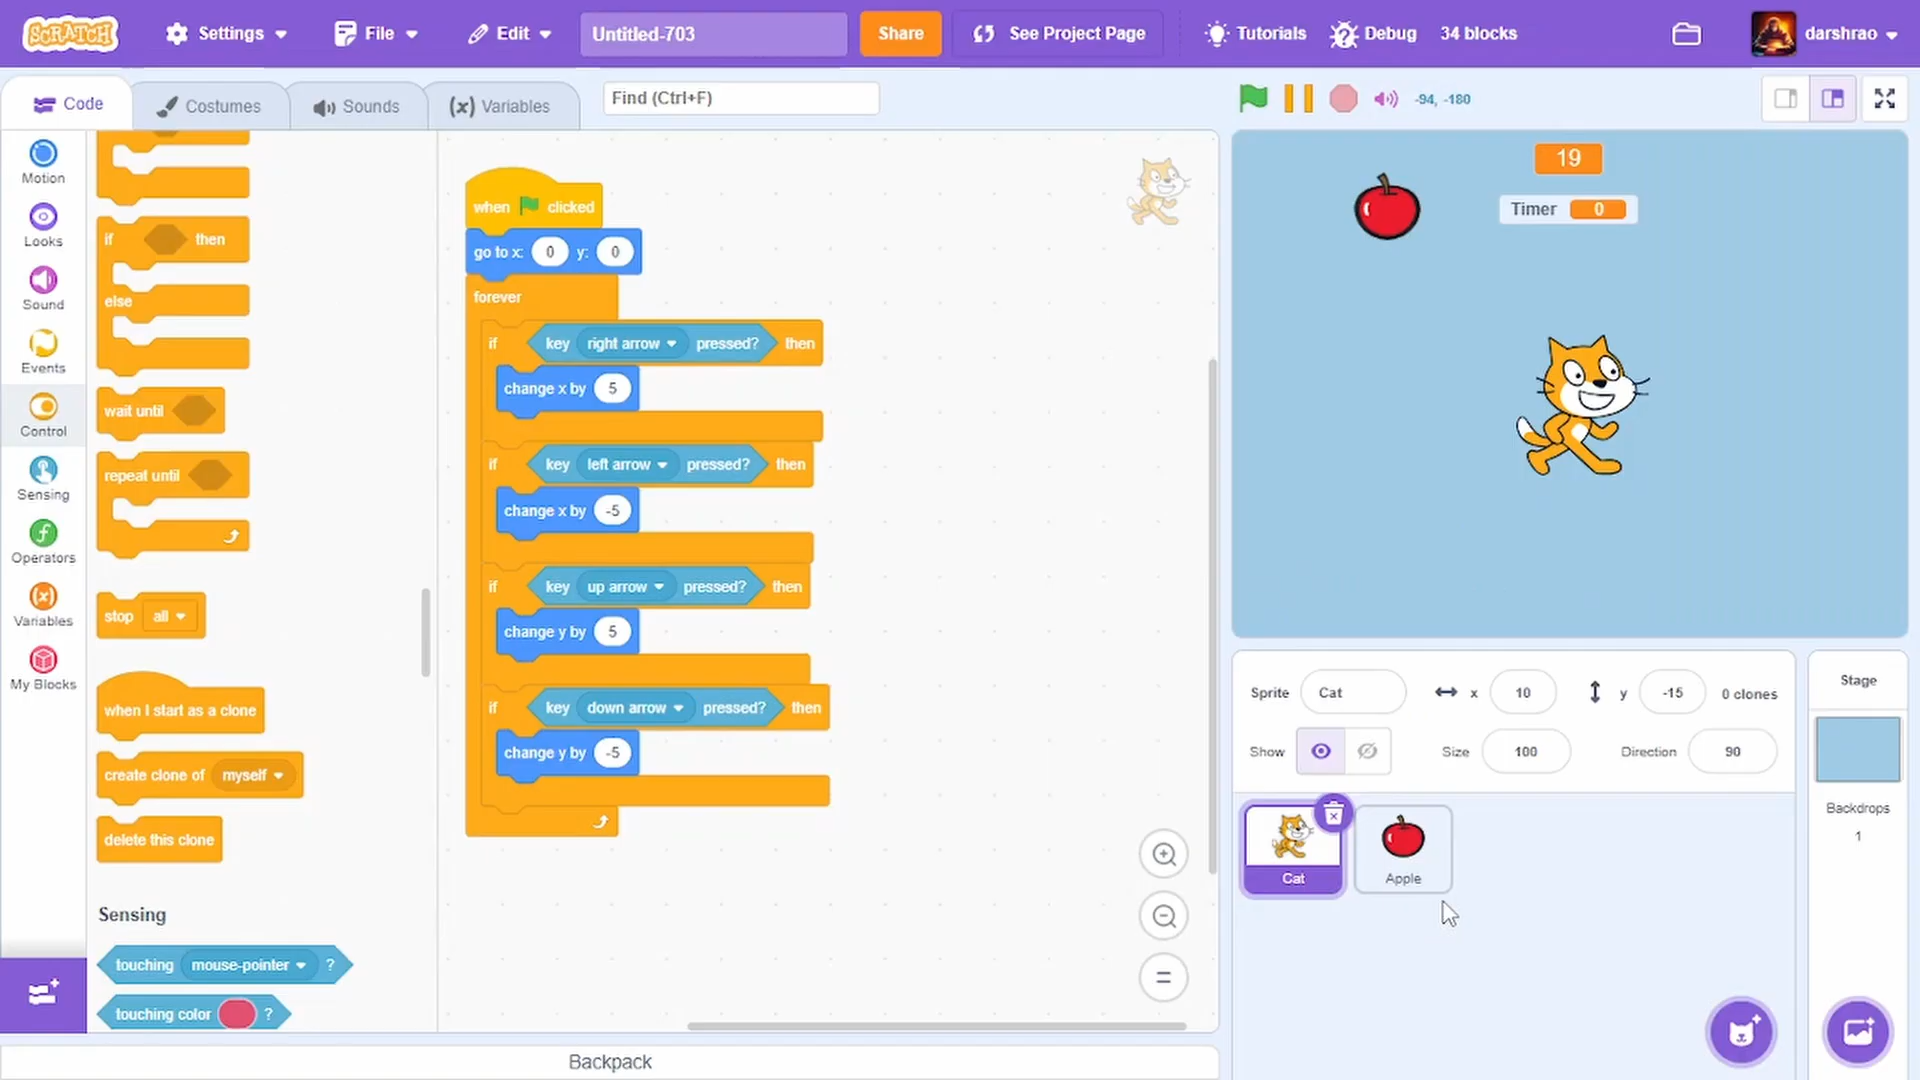 SCRATCH Settings File Edit Untitled-703 Share See Project Page Tutorials Debug 34 blocks darshrao
Code Costumes Sounds (x) Variables Find (Ctrl+F) -94, -180
Motion
Looks
Sound
Events
Control
Sensing
Operators
Variables
My Blocks
if then
else
wait until
repeat until
stop all
when I start as a clone
create clone of myself
delete this clone
Sensing
touching mouse-pointer ?
touching color ?
when clicked
go to x: 0 y: 0
forever
if key right arrow pressed? then
change x by 5
if key left arrow pressed? then
change x by -5
if key up arrow pressed? then
change y by 5
if key down arrow pressed? then
change y by -5
Backpack
19
Timer 0
Sprite Cat x 10 y -15 0 clones
Show Size 100 Direction 90
Cat Apple
Stage
Backdrops
1